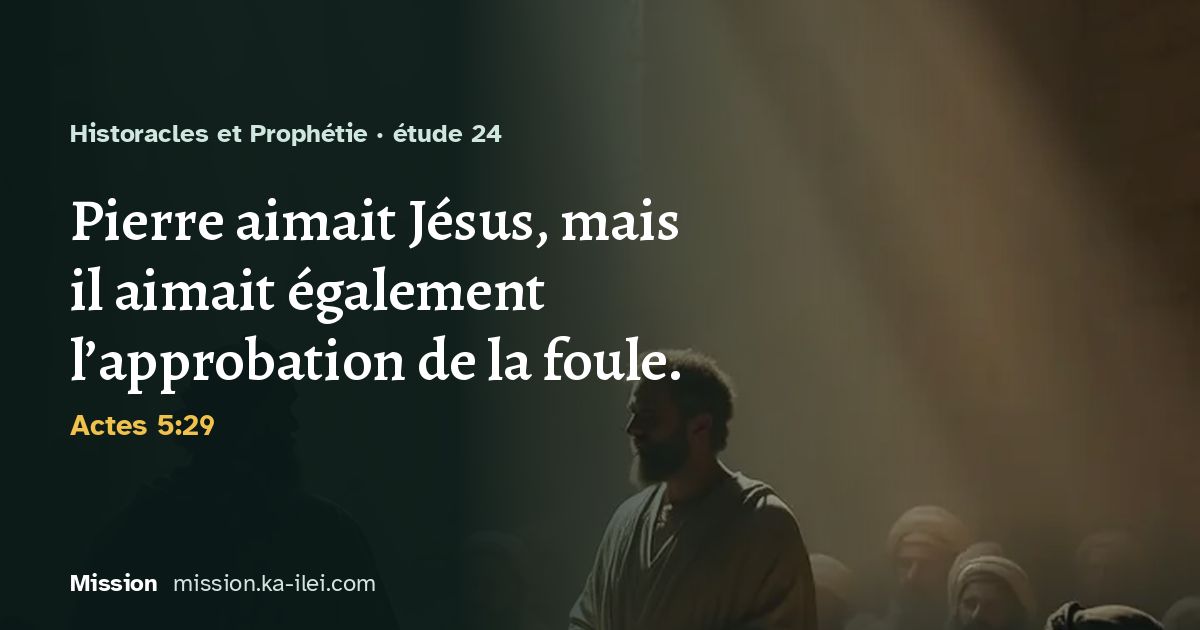 Historacles et Prophétie · étude 24
Pierre aimait Jésus, mais
il aimait également
l’approbation de la foule.
Actes 5:29
Mission mission.ka-ilei.com